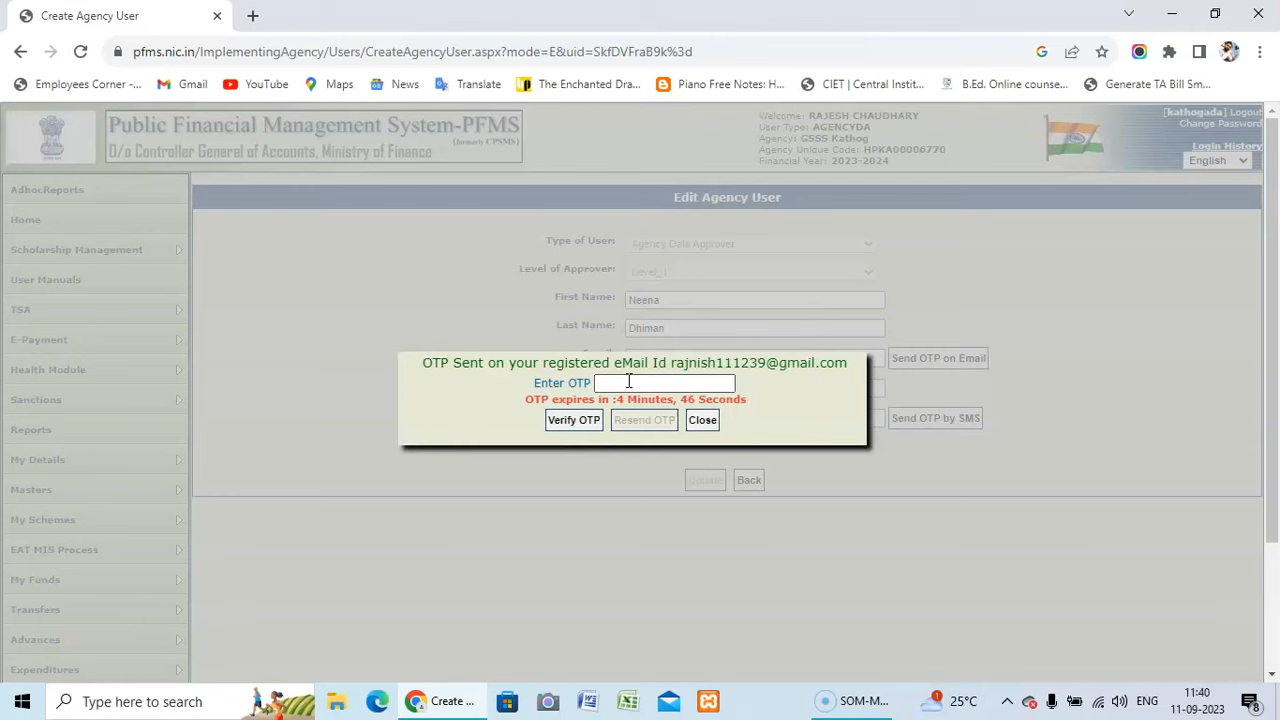 Create Agency User
pfms.nic.in/ImplementingAgency/Users/CreateAgencyUser.aspx?mode=E&uid=SkfDVFraB9k%3d
Employees Corner -... Gmail YouTube Maps News Translate The Enchanted Dra... Piano Free Notes: H... CIET | Central Instit... B.Ed. Online counse... Generate TA Bill Sm...
Public Financial Management System-PFMS
(formerly CPSMS)
O/o Controller General of Accounts, Ministry of Finance
Welcome: RAJESH CHAUDHARY
User Type: AGENCYDA
Agency: GSSS Kathog
Agency Unique Code: HPKA00006770
Financial Year: 2023-2024
[kathogada] Logout
Change Password
Login History
English
AdhocReports
Home
Scholarship Management
User Manuals
TSA
E-Payment
Health Module
Sanctions
Reports
My Details
Masters
My Schemes
EAT MIS Process
My Funds
Transfers
Advances
Expenditures
Edit Agency User
Type of User: Agency Data Approver
Level of Approver: Level_1
First Name: Neena
Last Name: Dhiman
Send OTP on Email
Send OTP by SMS
OTP Sent on your registered eMail Id rajnish111239@gmail.com
Enter OTP
OTP expires in :4 Minutes, 46 Seconds
Verify OTP Resend OTP Close
Back
Type here to search
Create ...
SOM-M...
25°C
ENG
11:40
11-09-2023
8